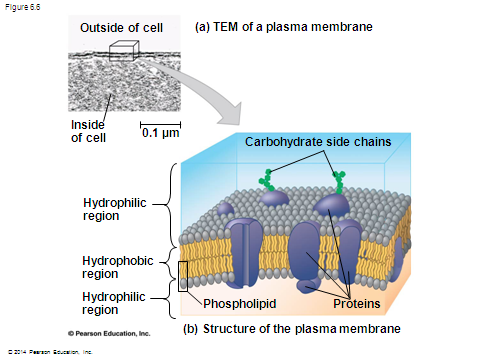 Figure 6.6
Outside of cell
(a) TEM of a plasma membrane
Inside
of cell
0.1 µm
Carbohydrate side chains
Hydrophilic
region
Hydrophobic
region
Hydrophilic
region
Phospholipid
Proteins
© Pearson Education, Inc.
(b) Structure of the plasma membrane
© 2014 Pearson Education, Inc.